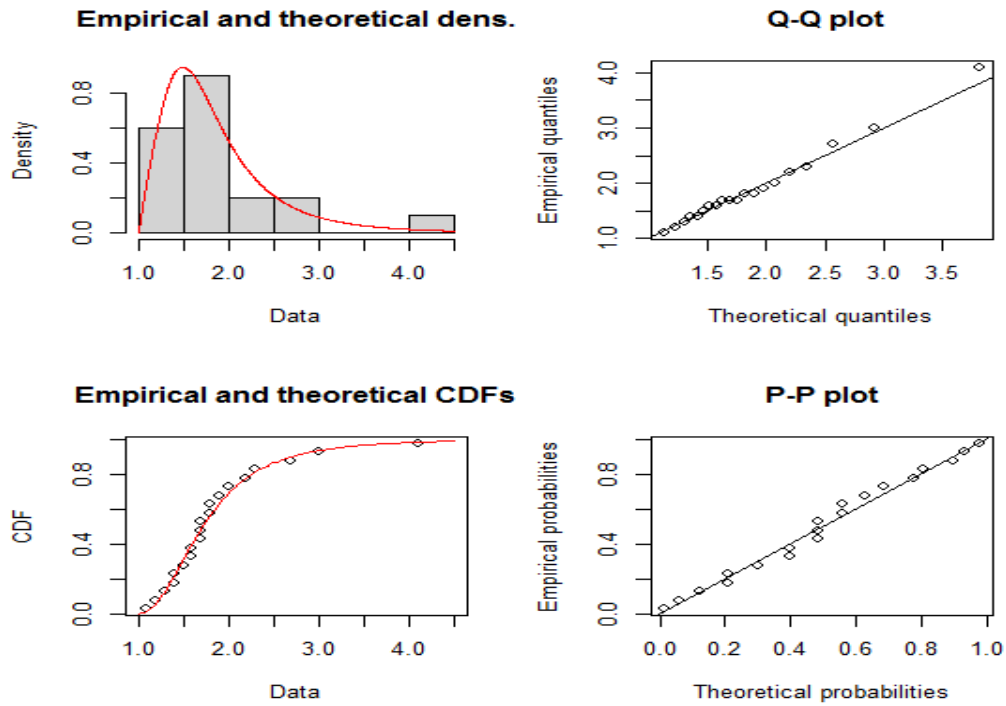 Empirical and theoretical dens.
Density
0.0 0.4 0.8
1.0 2.0 3.0 4.0
Data
Q-Q plot
Empirical quantiles
1.0 2.0 3.0 4.0
1.5 2.0 2.5 3.0 3.5
Theoretical quantiles
Empirical and theoretical CDFs
CDF
0.0 0.4 0.8
1.0 2.0 3.0 4.0
Data
P-P plot
Empirical probabilities
0.0 0.4 0.8
0.0 0.2 0.4 0.6 0.8 1.0
Theoretical probabilities